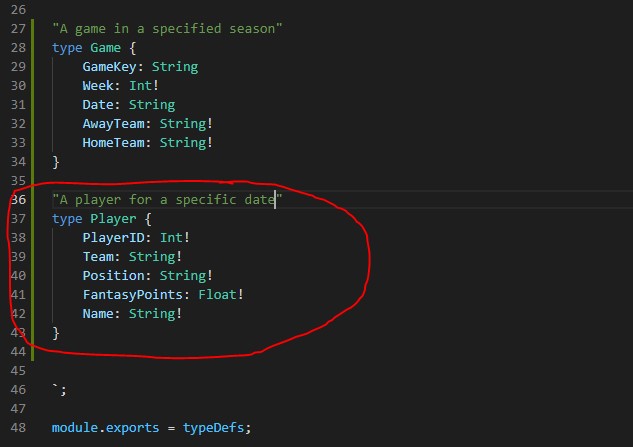 26
27 "A game in a specified season"
28 type Game {
29 GameKey: String
30 Week: Int!
31 Date: String
32 AwayTeam: String!
33 HomeTeam: String!
34 }
35
36 "A player for a specific date"
37 type Player {
38 PlayerID: Int!
39 Team: String!
40 Position: String!
41 FantasyPoints: Float!
42 Name: String!
43 }
44
45
46 `;
47
48 module.exports = typeDefs;